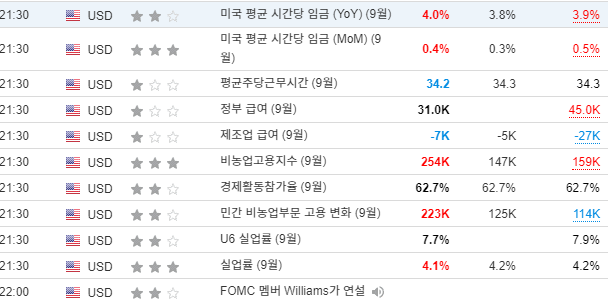 21:30 USD 미국 평균 시간당 임금 (YoY) (9월) 4.0% 3.8% 3.9%
21:30 USD 미국 평균 시간당 임금 (MoM) (9
월) 0.4% 0.3% 0.5%
21:30 USD 평균주당근무시간 (9월) 34.2 34.3 34.3
21:30 USD 정부 급여 (9월) 31.0K 45.0K
21:30 USD 제조업 급여 (9월) -7K -5K -27K
21:30 USD 비농업고용지수 (9월) 254K 147K 159K
21:30 USD 경제활동참가율 (9월) 62.7% 62.7% 62.7%
21:30 USD 민간 비농업부문 고용 변화 (9월) 223K 125K 114K
21:30 USD U6 실업률 (9월) 7.7% 7.9%
21:30 USD 실업률 (9월) 4.1% 4.2% 4.2%
22:00 USD FOMC 멤버 Williams가 연설